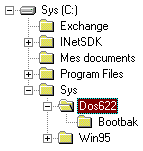 Sys (C:)
Exchange
INetSDK
Mes documents
Program Files
Sys
Dos622
Bootbak
Win95